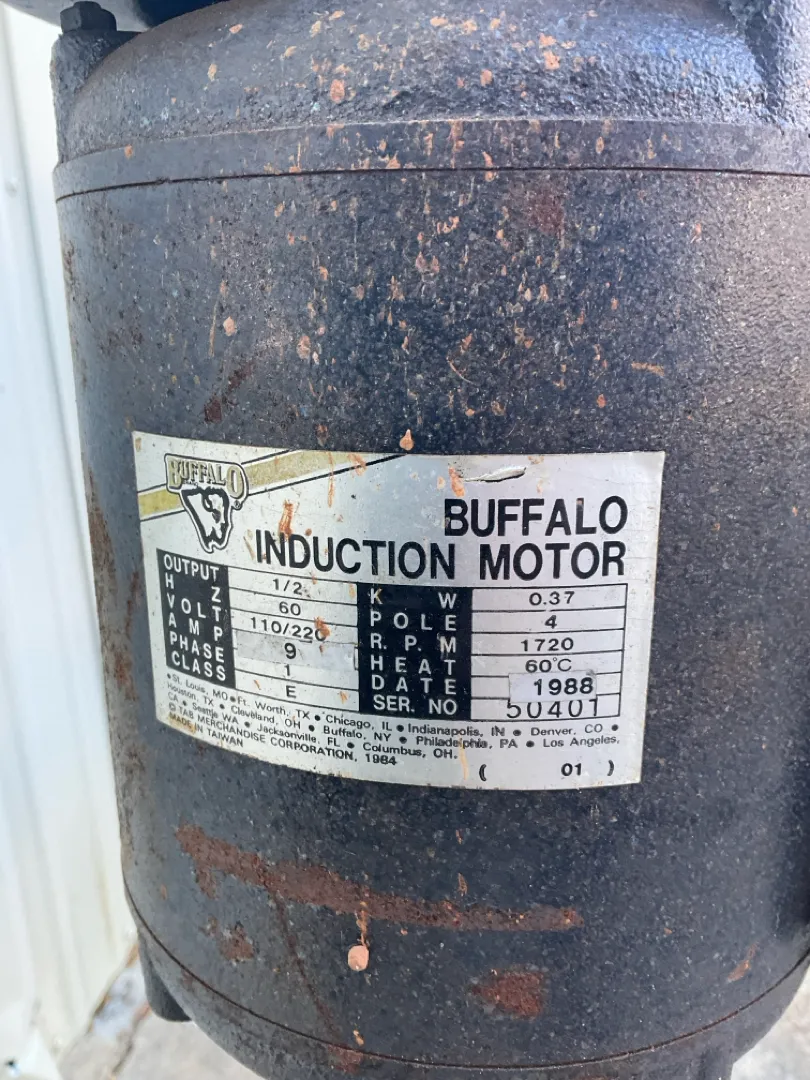 BUFFALO
®
BUFFALO
INDUCTION MOTOR
OUTPUT 1/2 K W 0.37
H Z 60 POLE 4
VOLT 110/220 R.P.M 1720
AMP 9 HEAT 60°C
PHASE 1 DATE 1988
CLASS E SER. NO 50401
•St. Louis, MO •Ft. Worth, TX • Chicago, IL • Indianapolis, IN • Denver, CO •
Houston, TX • Cleveland, OH • Buffalo, NY • Philadelphia, PA • Los Angeles,
CA • Seattle WA • Jacksonville, FL • Columbus, OH.
© TAB MERCHANDISE CORPORATION, 1984
MADE IN TAIWAN
( 01 )